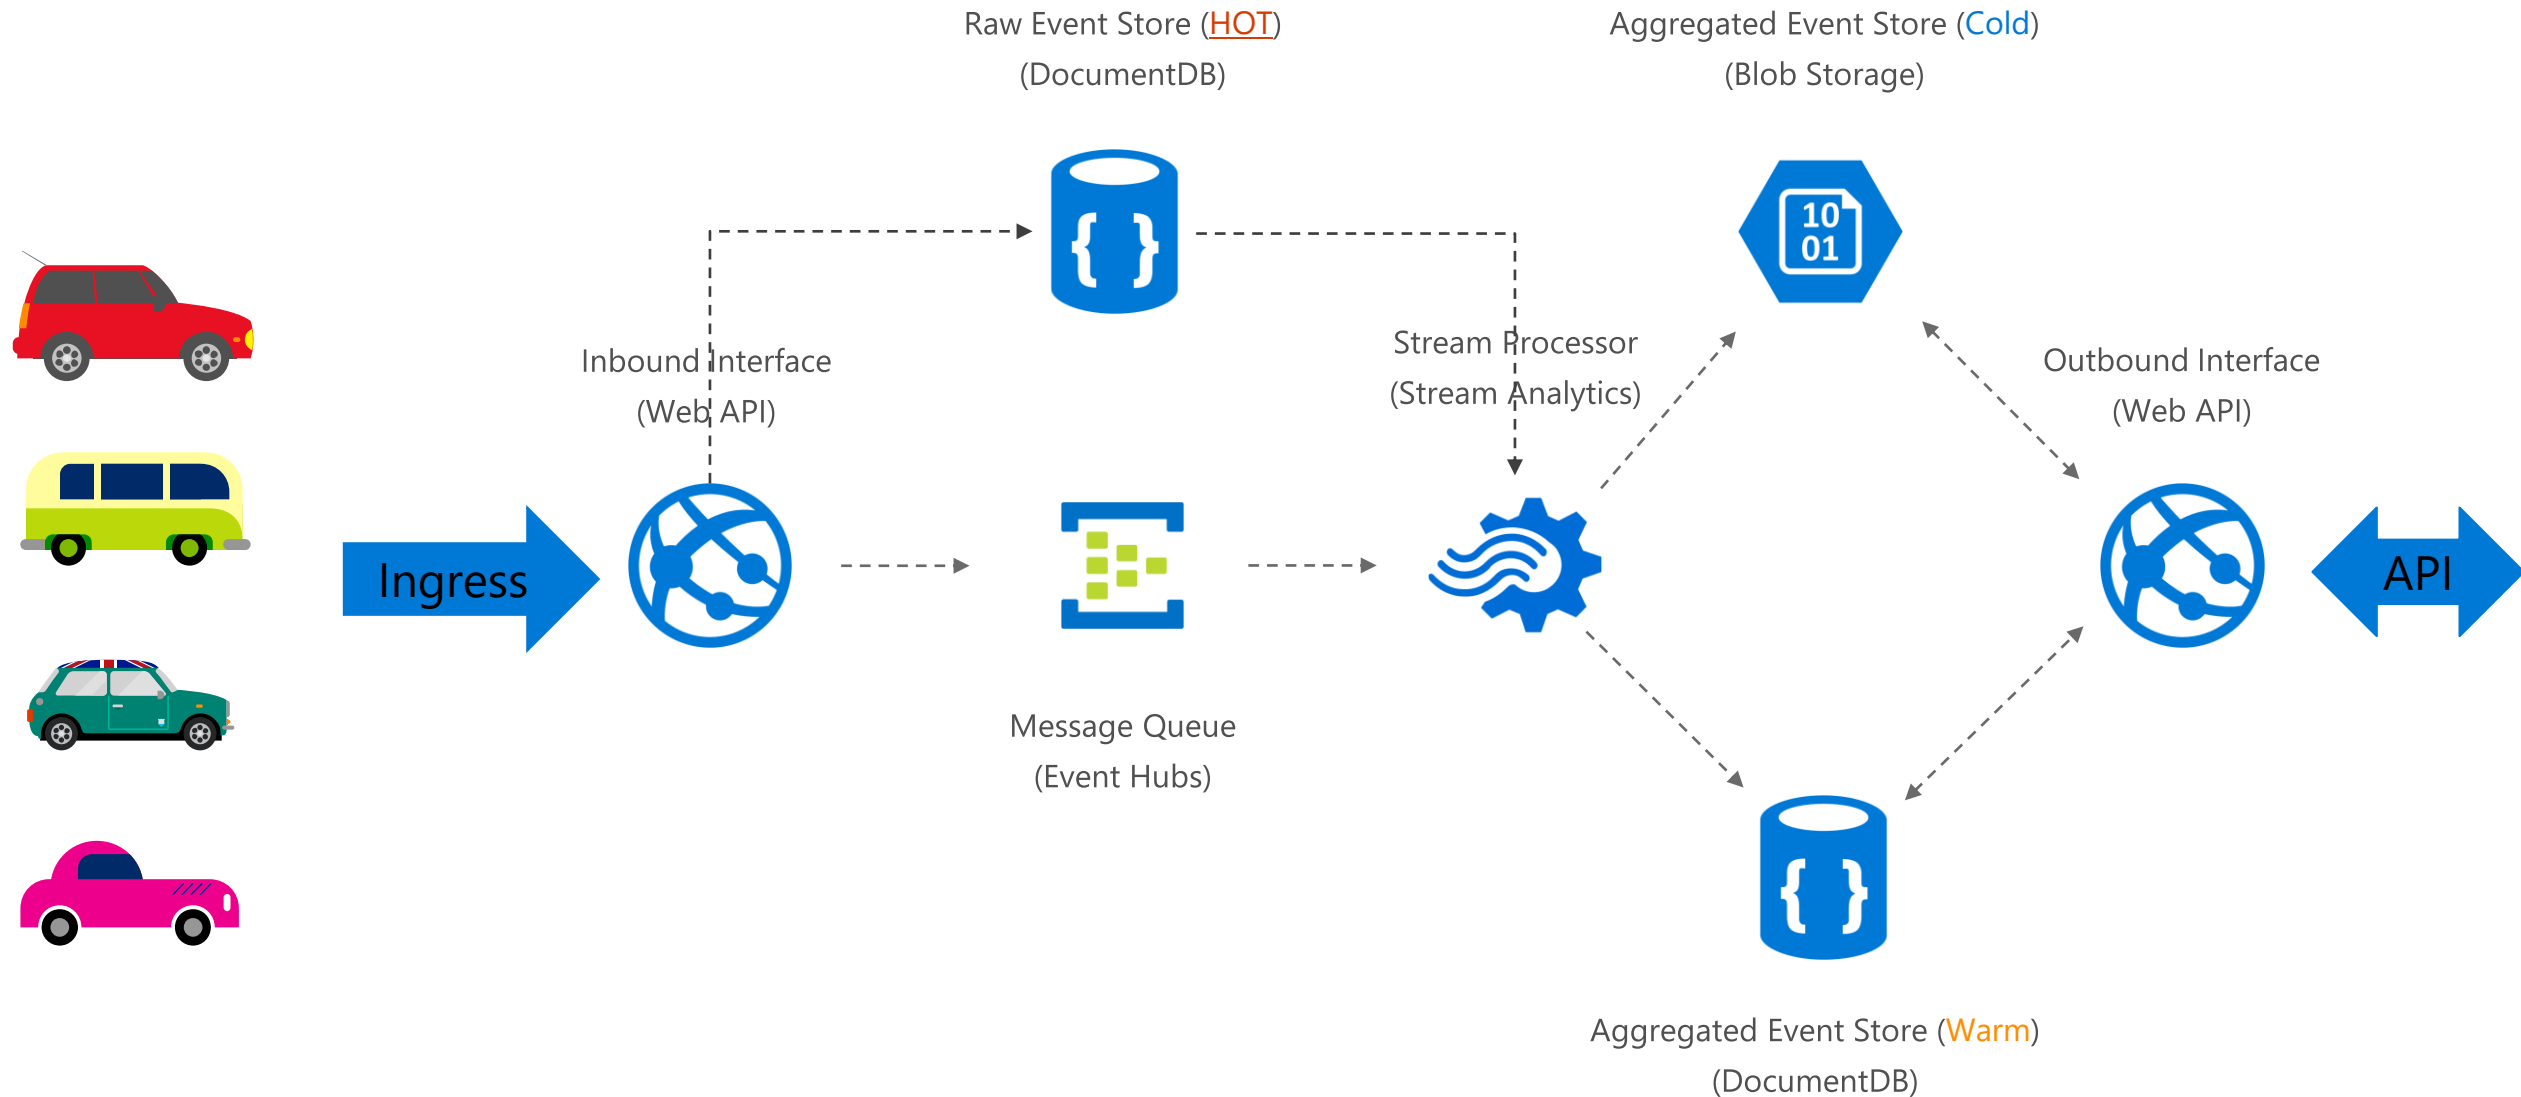 Raw Event Store (HOT)
(DocumentDB)
Aggregated Event Store (Cold)
(Blob Storage)
10
01
Inbound Interface
(Web API)
Stream Processor
(Stream Analytics)
Outbound Interface
(Web API)
Ingress
{ }
API
Message Queue
(Event Hubs)
{ }
Aggregated Event Store (Warm)
(DocumentDB)